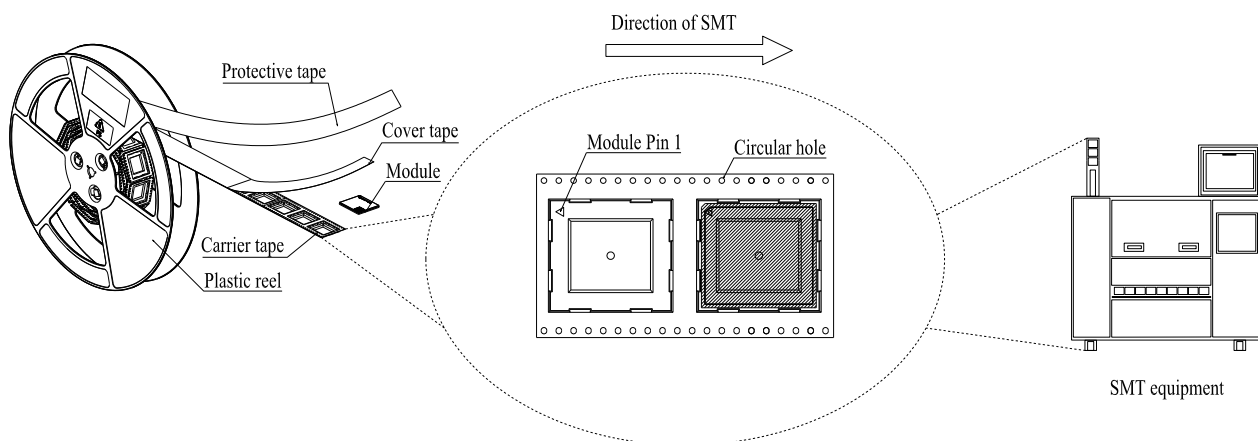 Direction of SMT
Protective tape
Cover tape
Module
Carrier tape
Plastic reel
Module Pin 1
Circular hole
SMT equipment